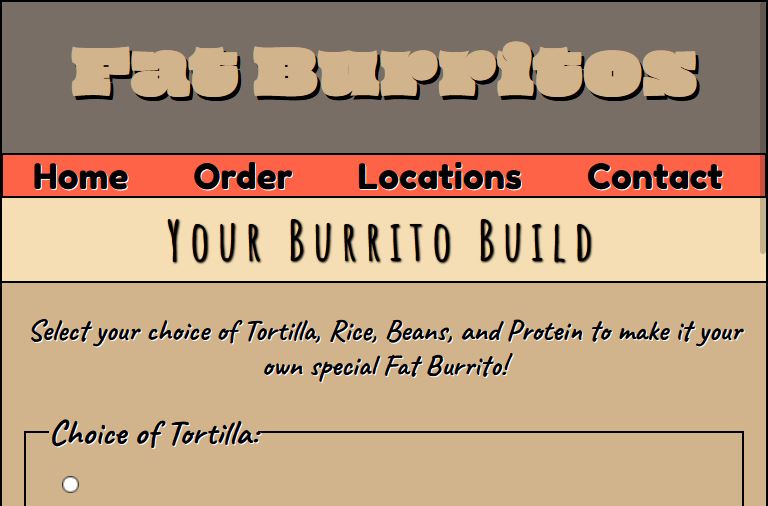 Fat Burritos
Home Order Locations Contact
Your Burrito Build
Select your choice of Tortilla, Rice, Beans, and Protein to make it your
own special Fat Burrito!
Choice of Tortilla: